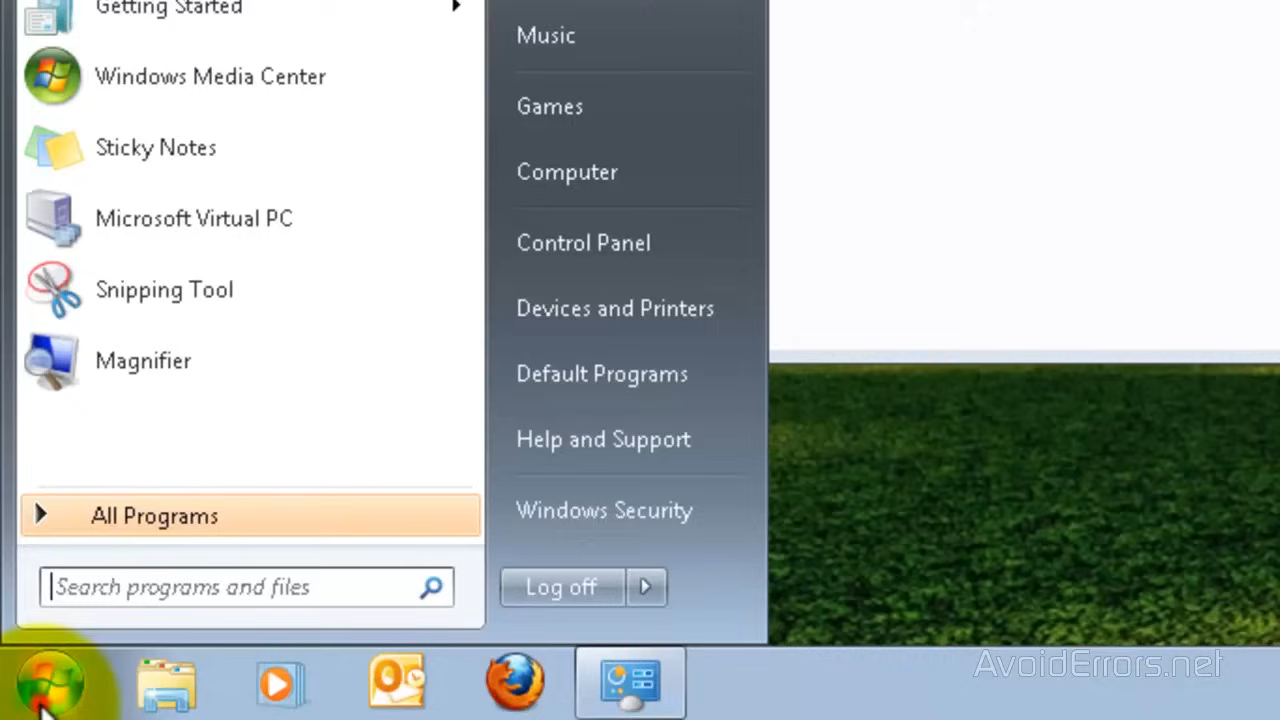 Getting Started
Windows Media Center
Sticky Notes
Microsoft Virtual PC
Snipping Tool
Magnifier
All Programs
Search programs and files
Music
Games
Computer
Control Panel
Devices and Printers
Default Programs
Help and Support
Windows Security
Log off
AvoidErrors.net